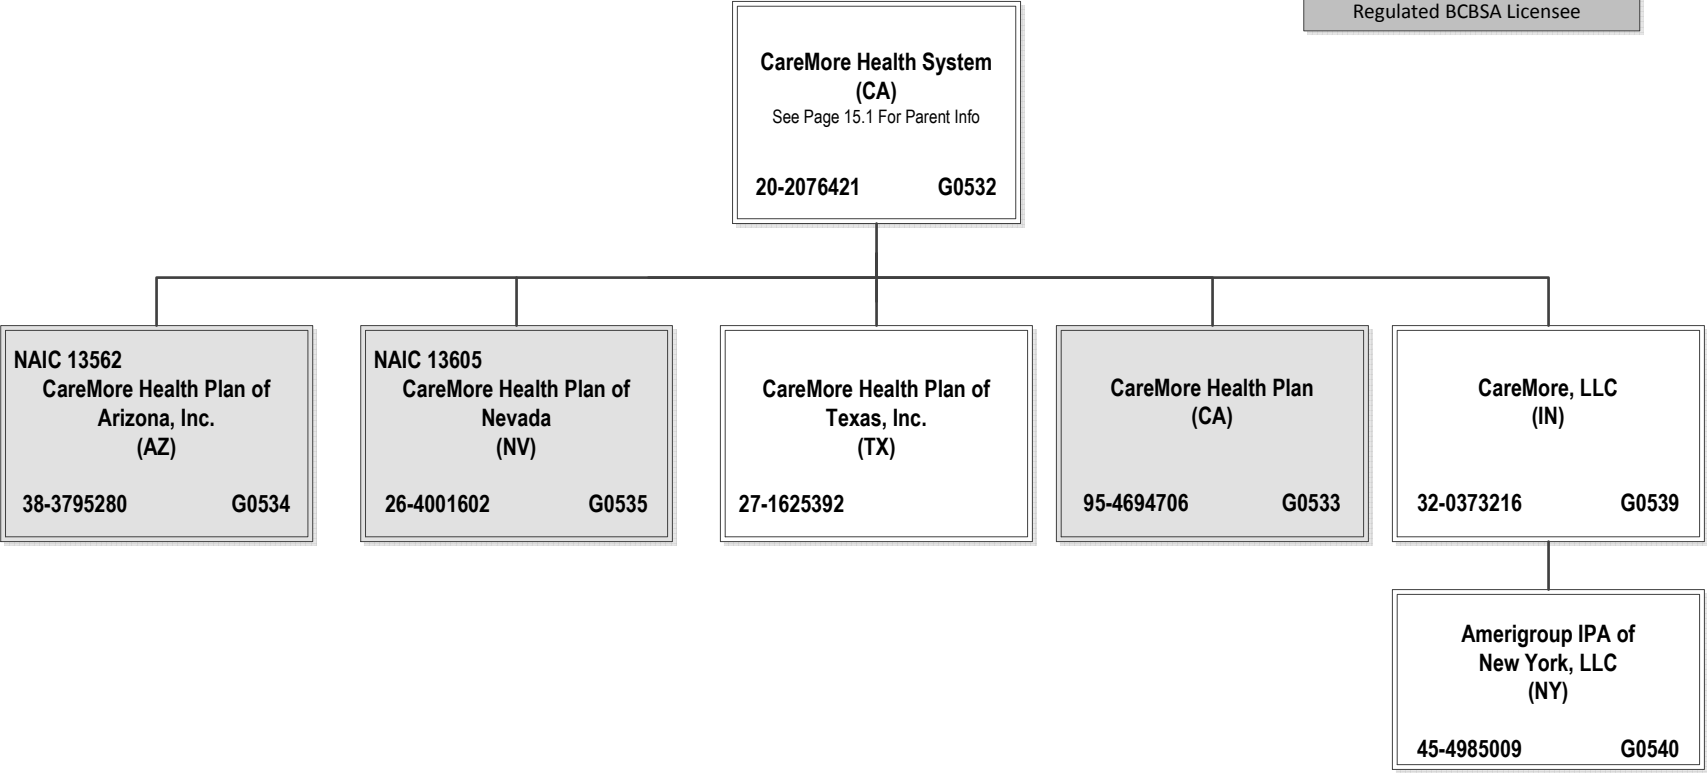 Regulated BCBSA Licensee
CareMore Health System
(CA)
See Page 15.1 For Parent Info
20-2076421 G0532
NAIC 13562
CareMore Health Plan of
Arizona, Inc.
(AZ)
38-3795280 G0534
NAIC 13605
CareMore Health Plan of
Nevada
(NV)
26-4001602 G0535
CareMore Health Plan of
Texas, Inc.
(TX)
27-1625392
CareMore Health Plan
(CA)
95-4694706 G0533
CareMore, LLC
(IN)
32-0373216 G0539
Amerigroup IPA of
New York, LLC
(NY)
45-4985009 G0540